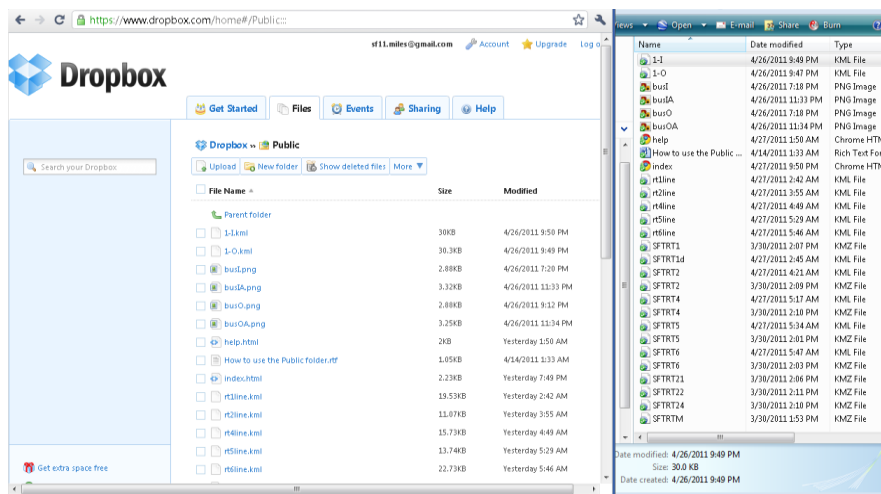 https://www.dropbox.com/home#/Public:::
sf11.miles@gmail.com Account Upgrade Log o
Dropbox
Get Started Files Events Sharing Help
Search your Dropbox
Dropbox » Public
Upload New folder Show deleted files More ▼
File Name Size Modified
Parent folder
1-I.kml 30KB 4/26/2011 9:50 PM
1-O.kml 30.3KB 4/26/2011 9:49 PM
busI.png 2.88KB 4/26/2011 7:20 PM
busIA.png 3.32KB 4/26/2011 11:33 PM
busO.png 2.88KB 4/26/2011 9:12 PM
busOA.png 3.25KB 4/26/2011 11:34 PM
help.html 2KB Yesterday 1:50 AM
How to use the Public folder.rtf 1.05KB 4/14/2011 1:33 AM
index.html 2.23KB Yesterday 7:49 PM
rt1line.kml 19.53KB Yesterday 2:42 AM
rt2line.kml 11.07KB Yesterday 3:55 AM
rt4line.kml 15.73KB Yesterday 4:49 AM
rt5line.kml 13.74KB Yesterday 5:29 AM
rt6line.kml 22.73KB Yesterday 5:46 AM
Get extra space free
iews Open E-mail Share Burn
Name Date modified Type
1-I 4/26/2011 9:49 PM KML File
1-O 4/26/2011 9:47 PM KML File
busI 4/26/2011 7:18 PM PNG Image
busIA 4/26/2011 11:33 PM PNG Image
busO 4/26/2011 7:18 PM PNG Image
busOA 4/26/2011 11:34 PM PNG Image
help 4/27/2011 1:50 AM Chrome HTM
How to use the Public ... 4/14/2011 1:33 AM Rich Text For
index 4/27/2011 9:50 PM Chrome HTM
rt1line 4/27/2011 2:42 AM KML File
rt2line 4/27/2011 3:55 AM KML File
rt4line 4/27/2011 4:49 AM KML File
rt5line 4/27/2011 5:29 AM KML File
rt6line 4/27/2011 5:46 AM KML File
SFTRT1 3/30/2011 2:07 PM KMZ File
SFTRT1d 4/27/2011 2:45 AM KML File
SFTRT2 4/27/2011 4:21 AM KML File
SFTRT2 3/30/2011 2:09 PM KMZ File
SFTRT4 4/27/2011 5:17 AM KML File
SFTRT4 3/30/2011 2:10 PM KMZ File
SFTRT5 4/27/2011 5:34 AM KML File
SFTRT5 3/30/2011 2:01 PM KMZ File
SFTRT6 4/27/2011 5:47 AM KML File
SFTRT6 3/30/2011 2:03 PM KMZ File
SFTRT21 3/30/2011 2:06 PM KMZ File
SFTRT22 3/30/2011 2:11 PM KMZ File
SFTRT24 3/30/2011 2:10 PM KMZ File
SFTRTM 3/30/2011 1:53 PM KMZ File
Date modified: 4/26/2011 9:49 PM
Size: 30.0 KB
Date created: 4/26/2011 9:49 PM